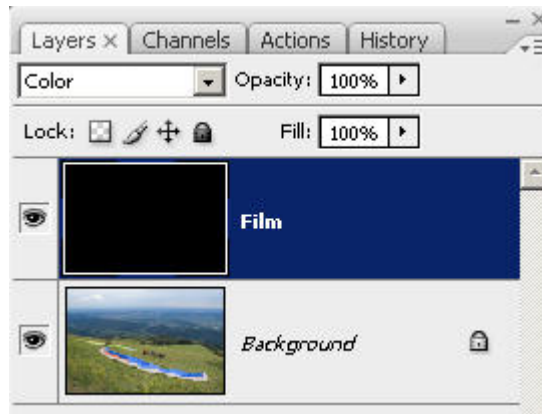 Layers × Channels Actions History
Color Opacity: 100%
Lock: Fill: 100%
Film
Background